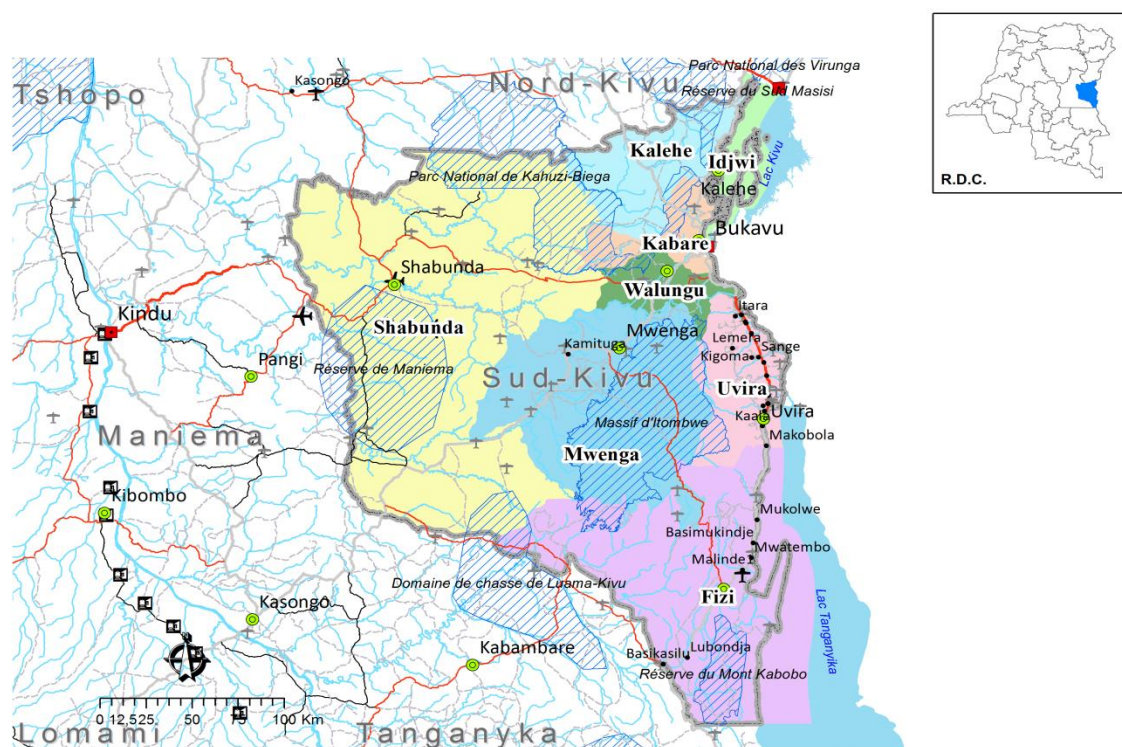 Parc National des Virunga
Kasongo
Nord-Kivu
Tshopo
Réserve du Sud Masisi
Kalehe
Idjwi
Lac Kivu
Parc National de Kahuzi-Biega
Kalehe
Bukavu
Kabare
Shabunda
Walungu
Itara
Kindu
Shabunda
Mwenga
Lemera
Kamituga
Kigoma
Sange
Pangi
Réserve de Maniema
Sud-Kivu
Uvira
Massif d'Itombwe
Uvira
Maniema
Makobola
Mwenga
Kibombo
Mukolwe
Basimukindje
Mwatembo
Malinde
Domaine de chasse de Luama-Kivu
Fizi
Kasongo
Lac Tanganyika
Kabambare
Lubondja
Basikasilu
Réserve du Mont Kabobo
0 12,525 50 75 100 Km
Lomami
Tanganyka
R.D.C.